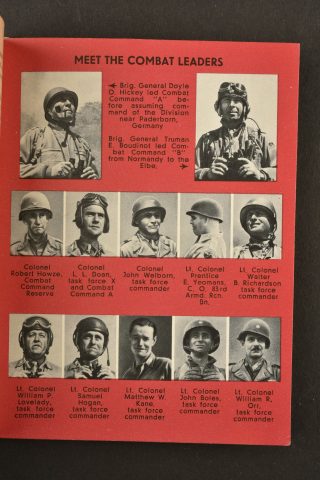 MEET THE COMBAT LEADERS
Brig. General Doyle
O. Hickey led Combat
Command "A" be-
fore assuming com-
mand of the Division
near Paderborn,
Germany
Brig. General Truman
E. Boudinot led Com-
bat Command "B"
from Normandy to the
Elbe.
Colonel
Robert Howze,
Combat
Command
Reserve
Colonel
L. L. Doan,
task force X
and Combat
Command A
Colonel
John Welborn,
task force
commander
Lt. Colonel
Prentice
E. Yeomans,
C. O. 83rd
Armd. Rcn.
Bn.
Lt. Colonel
Walter
B. Richardson
task force
commander
Lt. Colonel
William P.
Lovelady,
task force
commander
Lt. Colonel
Samuel
Hogan,
task force
commander
Lt. Colonel
Matthew W.
Kane,
task force
commander
Lt. Colonel
John Boles,
task force
commander
Lt. Colonel
William R.
Orr,
task force
commander